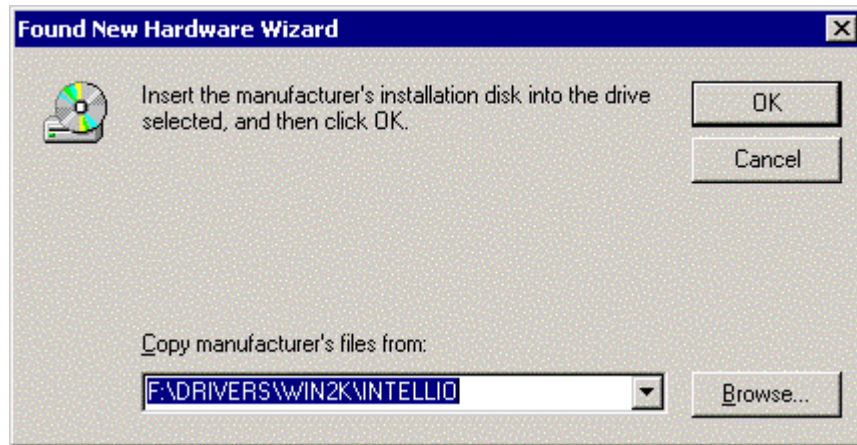 Found New Hardware Wizard
Insert the manufacturer's installation disk into the drive
selected, and then click OK.
OK
Cancel
Copy manufacturer's files from:
F:\DRIVERS\WIN2K\INTELLIO
Browse...